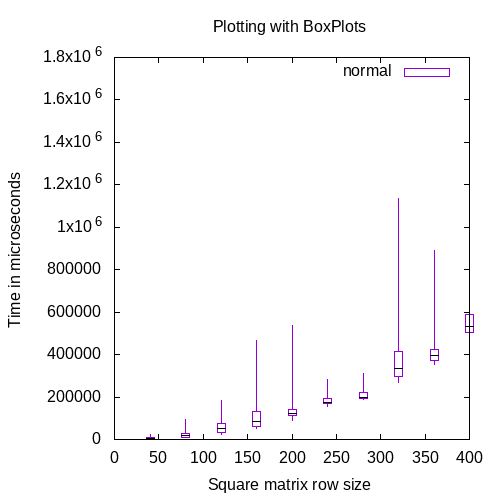 Plotting with BoxPlots
normal
Time in microseconds
1.8x10^6
1.6x10^6
1.4x10^6
1.2x10^6
1x10^6
800000
600000
400000
200000
0
0 50 100 150 200 250 300 350 400
Square matrix row size